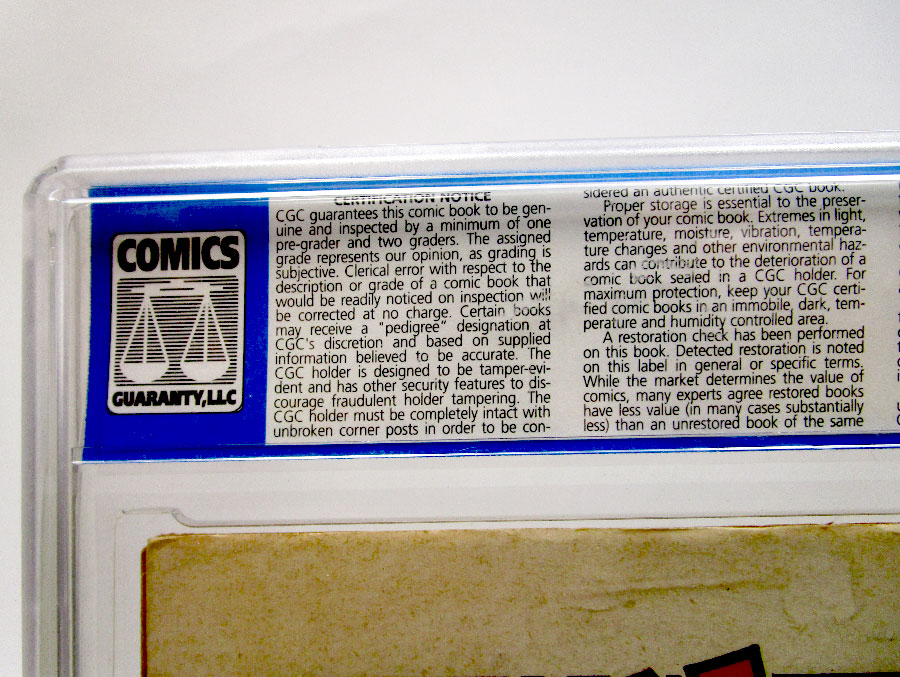 COMICS
GUARANTY,LLC
CERTIFICATION NOTICE
CGC guarantees this comic book to be gen-
uine and inspected by a minimum of one
pre-grader and two graders. The assigned
grade represents our opinion, as grading is
subjective. Clerical error with respect to the
description or grade of a comic book that
would be readily noticed on inspection will
be corrected at no charge. Certain books
may receive a "pedigree" designation at
CGC's discretion and based on supplied
information believed to be accurate. The
CGC holder is designed to be tamper-evi-
dent and has other security features to dis-
courage fraudulent holder tampering. The
CGC holder must be completely intact with
unbroken corner posts in order to be con-
sidered an authentic certified CGC book.
Proper storage is essential to the preser-
vation of your comic book. Extremes in light,
temperature, moisture, vibration, tempera-
ture changes and other environmental haz-
ards can contribute to the deterioration of a
comic book sealed in a CGC holder. For
maximum protection, keep your CGC certi-
fied comic books in an immobile, dark, tem-
perature and humidity controlled area.
A restoration check has been performed
on this book. Detected restoration is noted
on this label in general or specific terms.
While the market determines the value of
comics, many experts agree restored books
have less value (in many cases substantially
less) than an unrestored book of the same